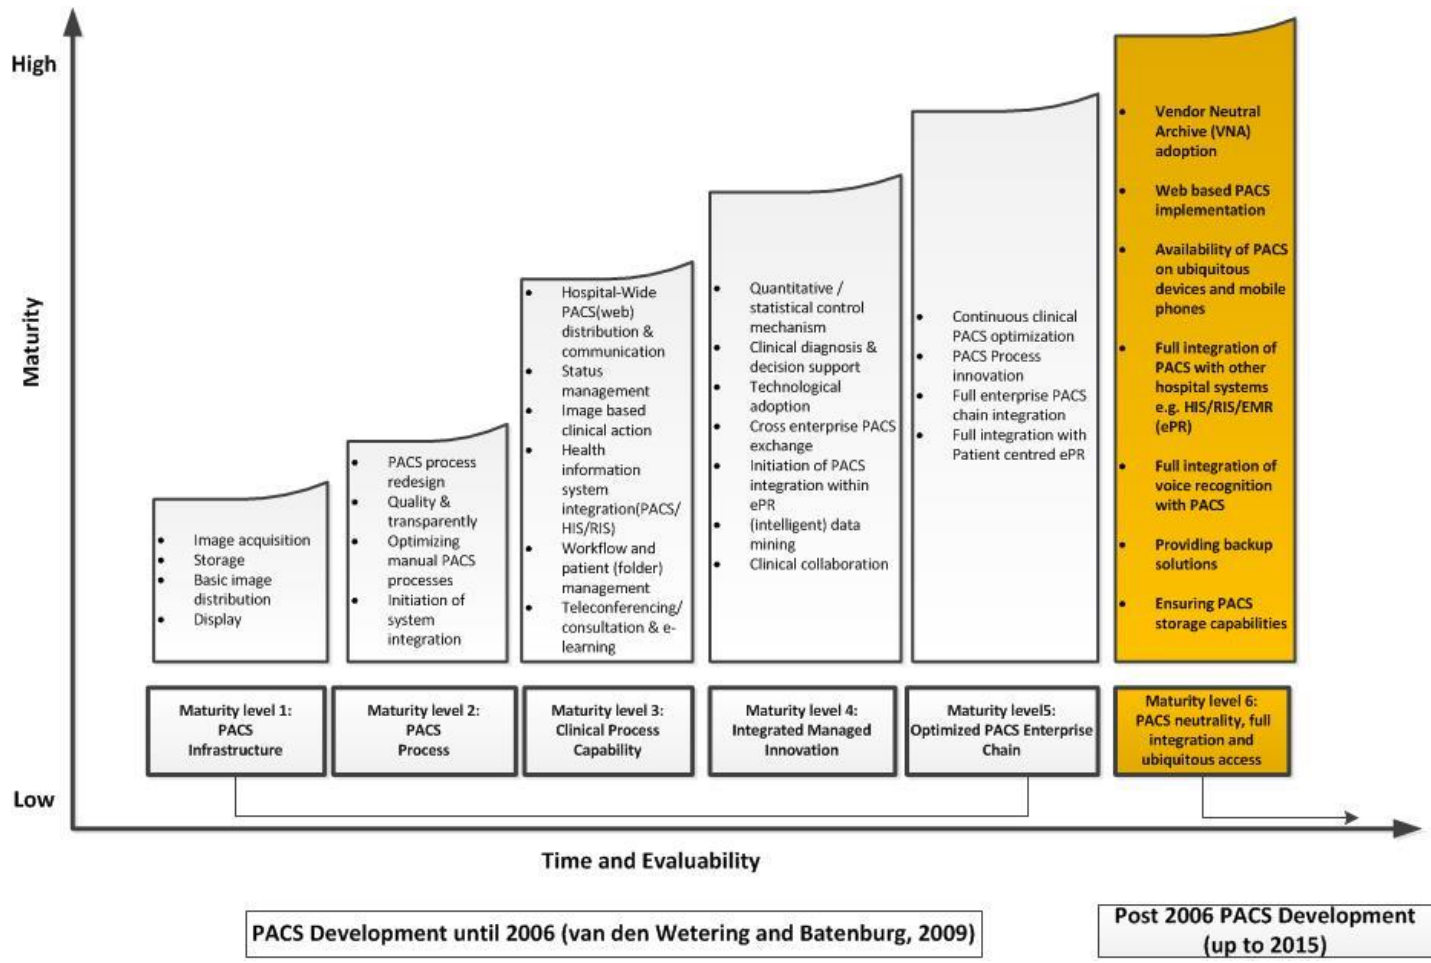 High
Maturity
Low
Image acquisition
Storage
Basic image
distribution
Display
PACS process
redesign
Quality &
transparently
Optimizing
manual PACS
processes
Initiation of
system
integration
Hospital-Wide
PACS(web)
distribution &
communication
Status
management
Image based
clinical action
Health
information
system
integration(PACS/
HIS/RIS)
Workflow and
patient (folder)
management
Teleconferencing/
consultation & e-
learning
Quantitative /
statistical control
mechanism
Clinical diagnosis &
decision support
Technological
adoption
Cross enterprise PACS
exchange
Initiation of PACS
integration within
ePR
(intelligent) data
mining
Clinical collaboration
Continuous clinical
PACS optimization
PACS Process
innovation
Full enterprise PACS
chain integration
Full integration with
Patient centred ePR
Vendor Neutral
Archive (VNA)
adoption
Web based PACS
implementation
Availability of PACS
on ubiquitous
devices and mobile
phones
Full integration of
PACS with other
hospital systems
e.g. HIS/RIS/EMR
(ePR)
Full integration of
voice recognition
with PACS
Providing backup
solutions
Ensuring PACS
storage capabilities
Maturity level 1:
PACS
Infrastructure
Maturity level 2:
PACS
Process
Maturity level 3:
Clinical Process
Capability
Maturity level 4:
Integrated Managed
Innovation
Maturity level5:
Optimized PACS Enterprise
Chain
Maturity level 6:
PACS neutrality, full
integration and
ubiquitous access
Time and Evaluability
PACS Development until 2006 (van den Wetering and Batenburg, 2009)
Post 2006 PACS Development
(up to 2015)